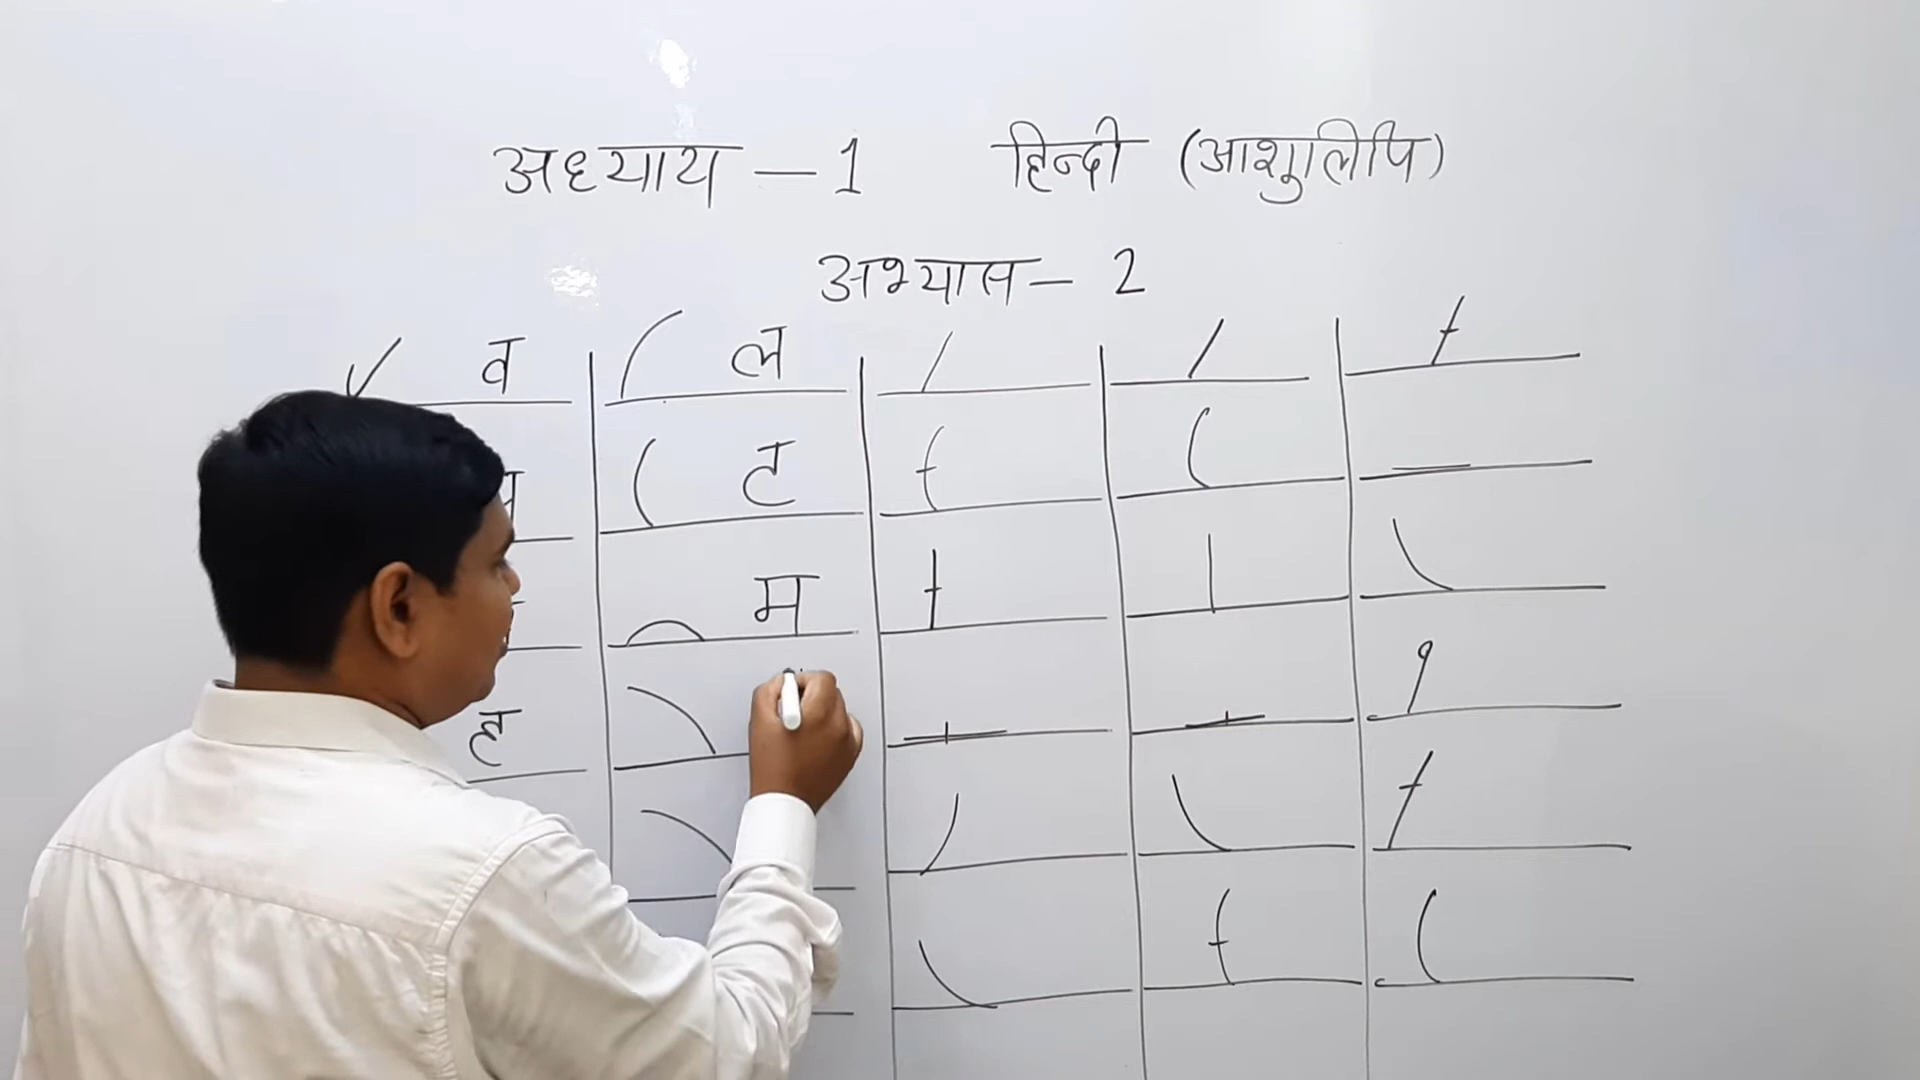 अध्याय – 1 हिन्दी (आशुलिपि)
अभ्यास – 2
व ल
ट
म
ह